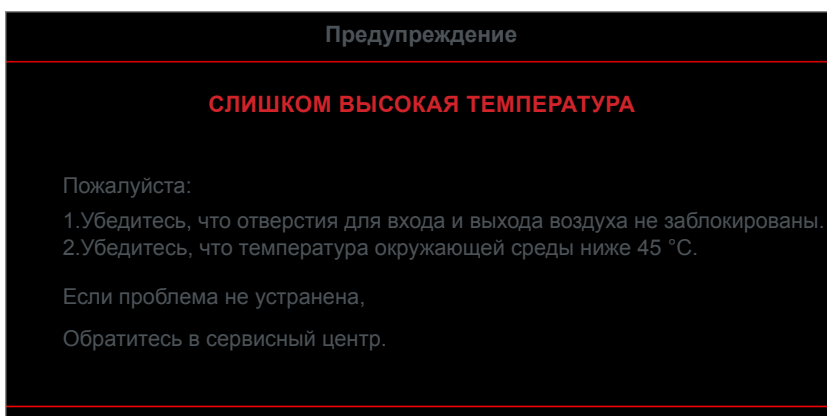 Предупреждение
СЛИШКОМ ВЫСОКАЯ ТЕМПЕРАТУРА
Пожалуйста:
1.Убедитесь, что отверстия для входа и выхода воздуха не заблокированы.
2.Убедитесь, что температура окружающей среды ниже 45 °C.
Если проблема не устранена,
Обратитесь в сервисный центр.